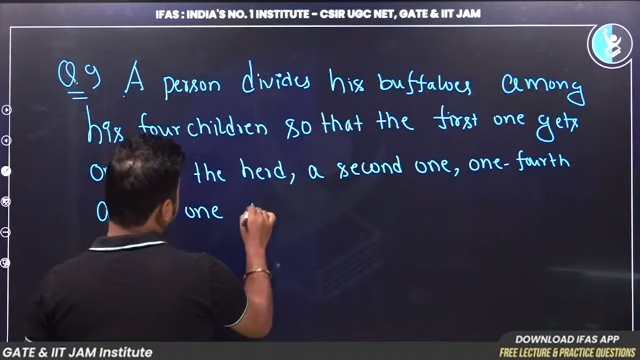 IFAS : INDIA'S NO. 1 INSTITUTE – CSIR UGC NET, GATE & IIT JAM
Q.9 A person divides his buffaloes among
his four children so that the first one gets
the herd, a second one, one-fourth
one
DOWNLOAD IFAS APP
GATE & IIT JAM Institute
FREE LECTURE & PRACTICE QUESTIONS